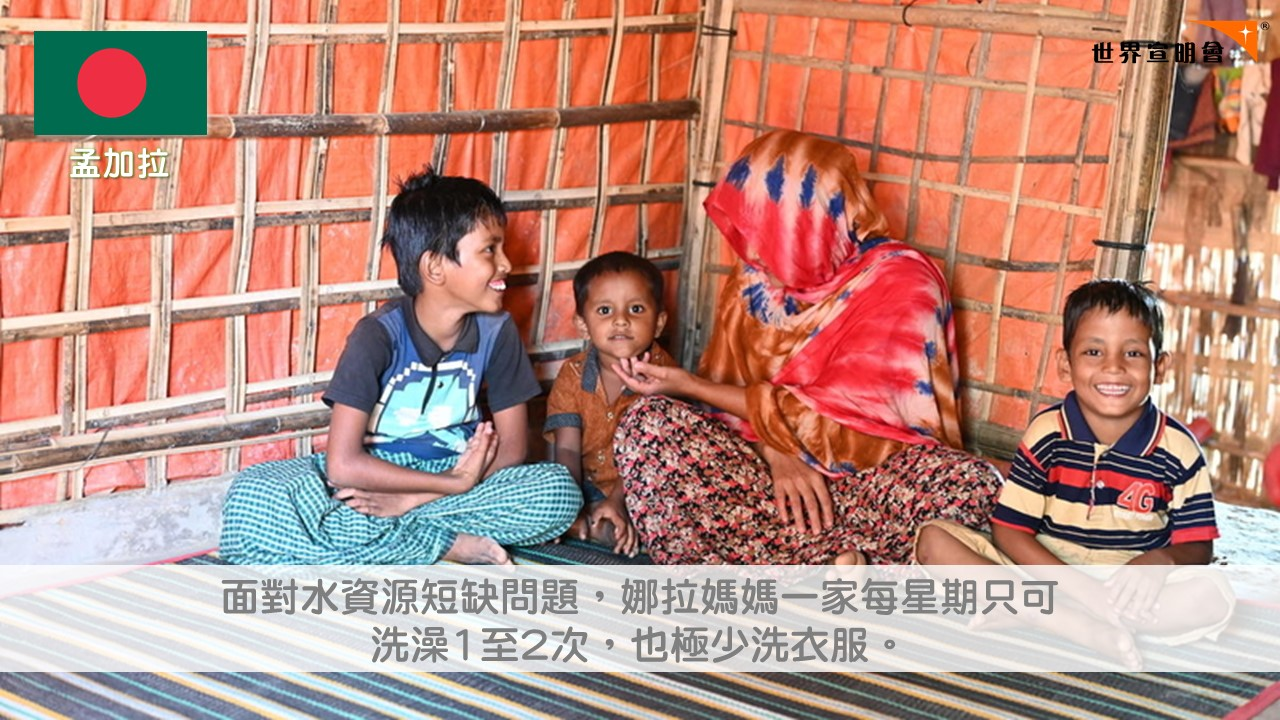 世界宣明會®
孟加拉
4G
面對水資源短缺問題，娜拉媽媽一家每星期只可
洗澡1至2次，也極少洗衣服。